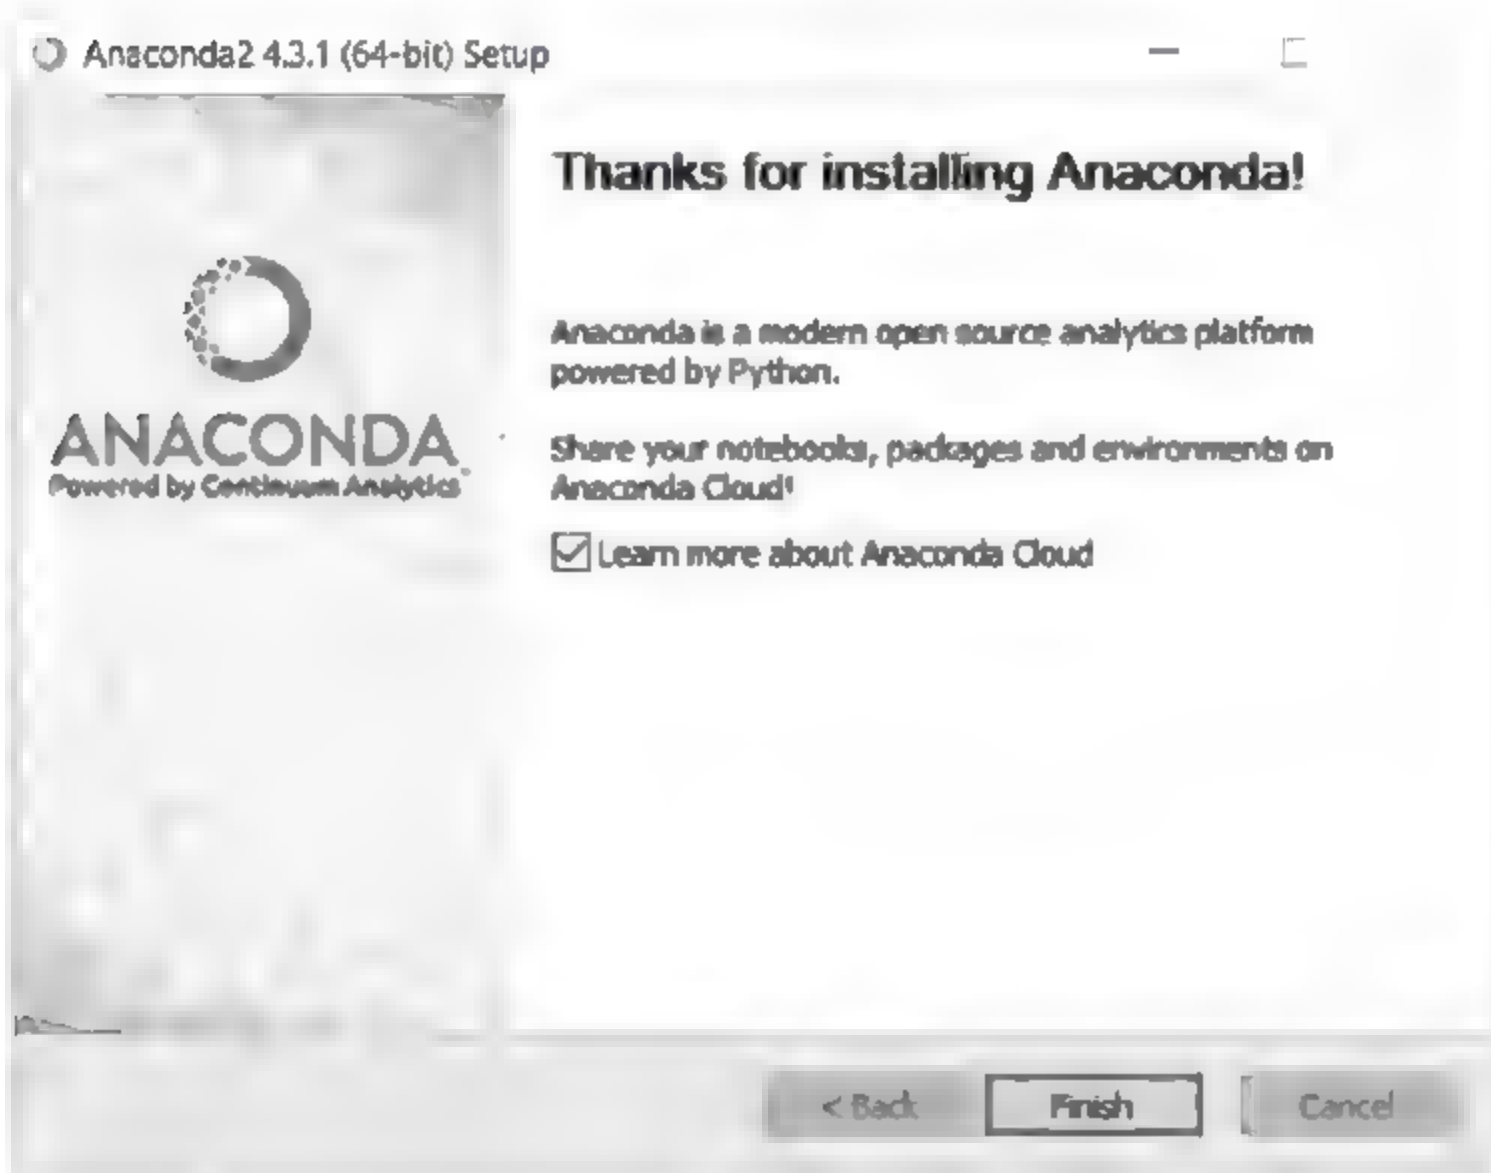 Anaconda2 4.3.1 (64-bit) Setup
Thanks for installing Anaconda!
Anaconda is a modern open source analytics platform
powered by Python.
ANACONDA
Powered by Continuum Analytics
Share your notebooks, packages and environments on
Anaconda Cloud!
Learn more about Anaconda Cloud
< Back
Finish
Cancel